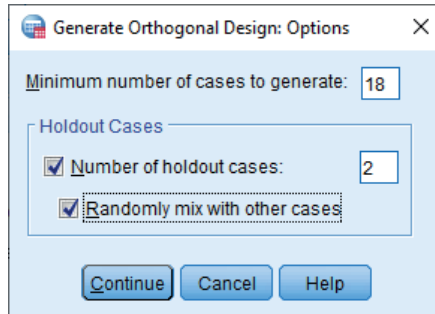 Generate Orthogonal Design: Options
Minimum number of cases to generate: 18
Holdout Cases
Number of holdout cases: 2
Randomly mix with other cases
Continue Cancel Help